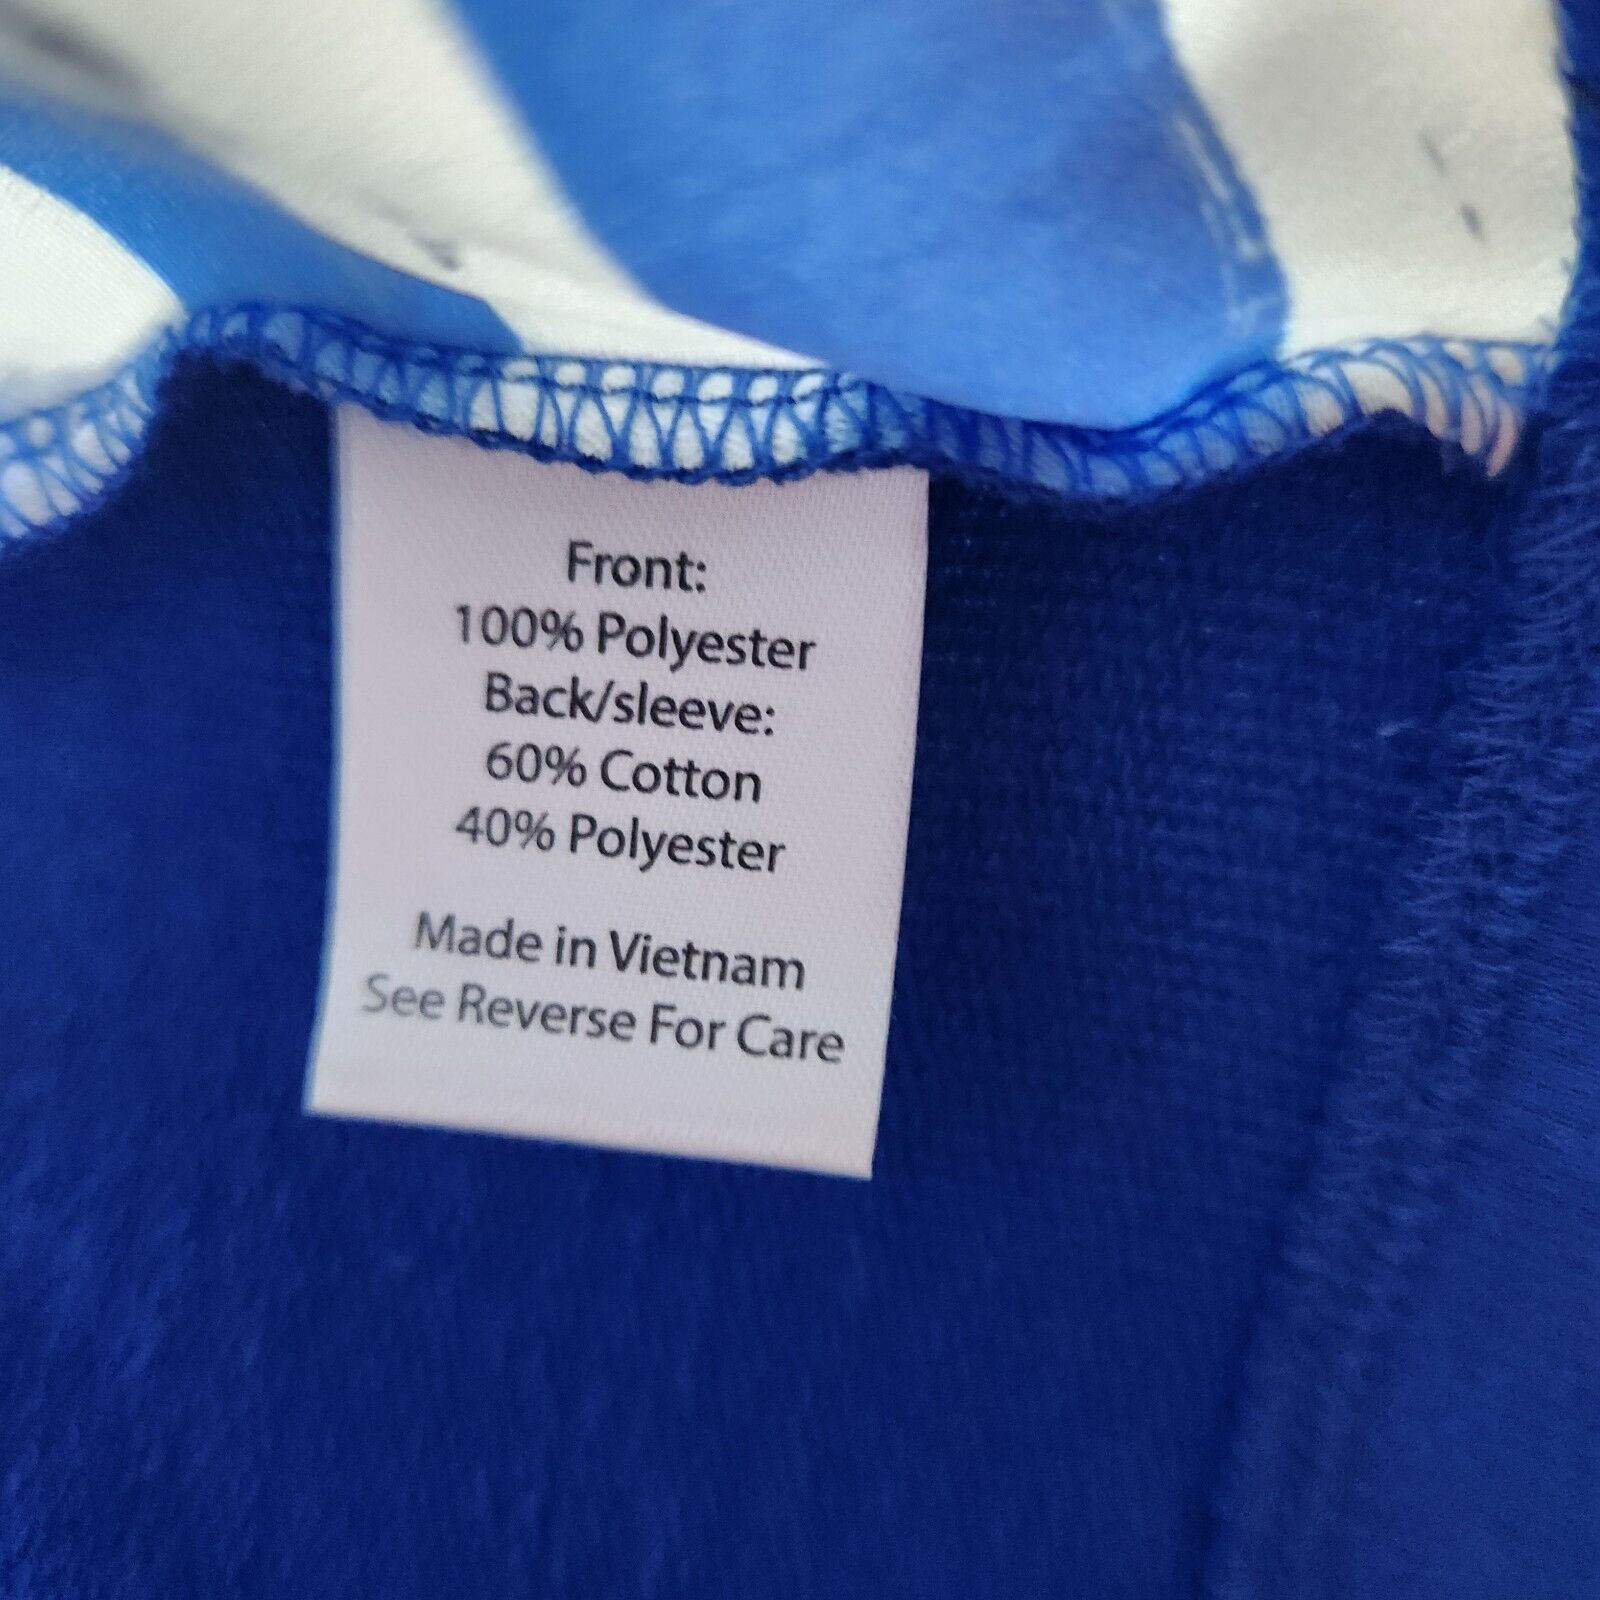 Front:
100% Polyester
Back/sleeve:
60% Cotton
40% Polyester
Made in Vietnam
See Reverse For Care